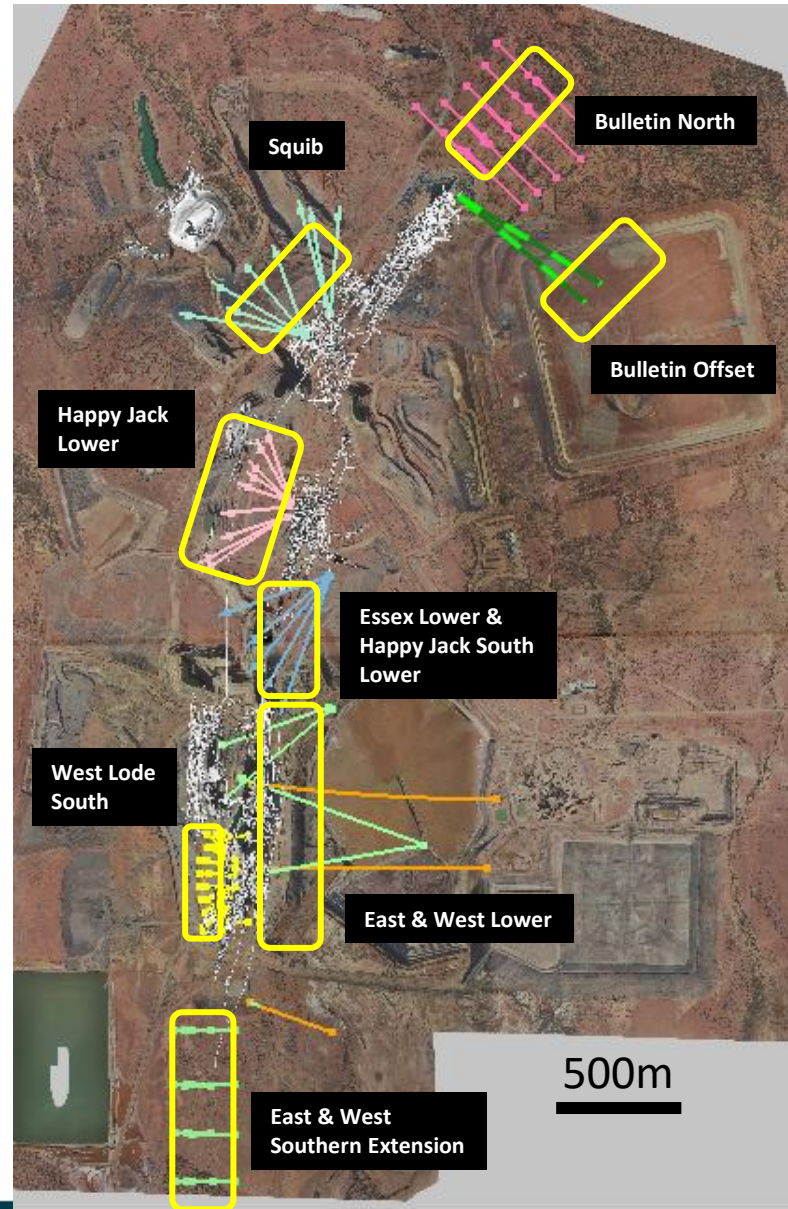 Squib
Bulletin North
Bulletin Offset
Happy Jack
Lower
Essex Lower &
Happy Jack South
Lower
West Lode
South
East & West Lower
500m
East & West
Southern Extension